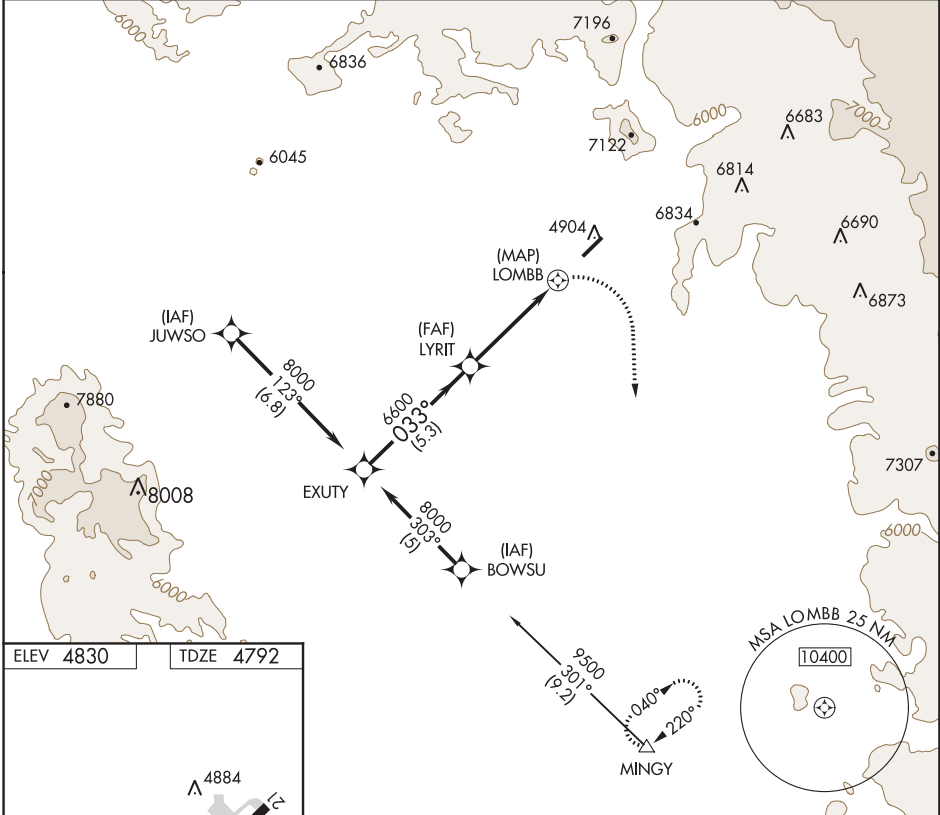 6000
7196
6836
6000
7000
6683
7122
6045
6814
6834
4904
6690
(MAP)
LOMBB
6873
(IAF)
JUWSO
(FAF)
LYRIT
8000
123°
(6.8)
6600
033°
(5.3)
7880
7307
EXUTY
7000
8008
8000
303°
(5)
6000
(IAF)
BOWSU
6000
MSA LOMBB 25 NM
10400
ELEV 4830
TDZE 4792
9500
301°
(9.2)
040°
220°
MINGY
4884
21